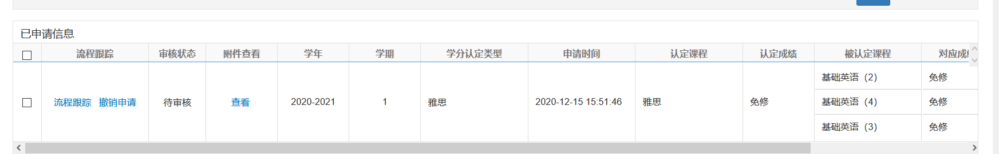 已申请信息
流程跟踪 审核状态 附件查看 学年 学期 学分认定类型 申请时间 认定课程 认定成绩 被认定课程 对应成
基础英语（2） 免修
流程跟踪 撤销申请 待审核 查看 2020-2021 1 雅思 2020-12-15 15:51:46 雅思 免修 基础英语（4） 免修
基础英语（3） 免修